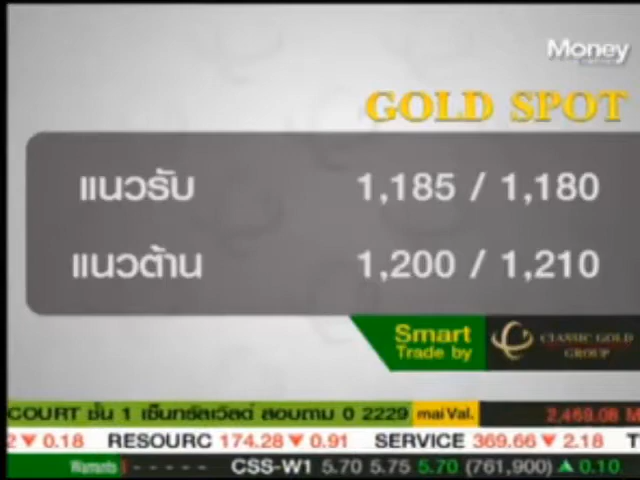 Money
GOLD SPOT
แนวรับ 1,185 / 1,180
แนวต้าน 1,200 / 1,210
Smart
Trade by
CLASSIC GOLD
GROUP
COURT ชั้น 1 เซ็นทรัลเวิลด์ สอบถาม 0 2229 mai Val. 2,469.08 M
2 ▼ 0.18 RESOURC 174.28 ▼ 0.91 SERVICE 369.66 ▼ 2.18 T
Warrants - - - - - CSS-W1 5.70 5.75 5.70 (761,900) ▲ 0.10